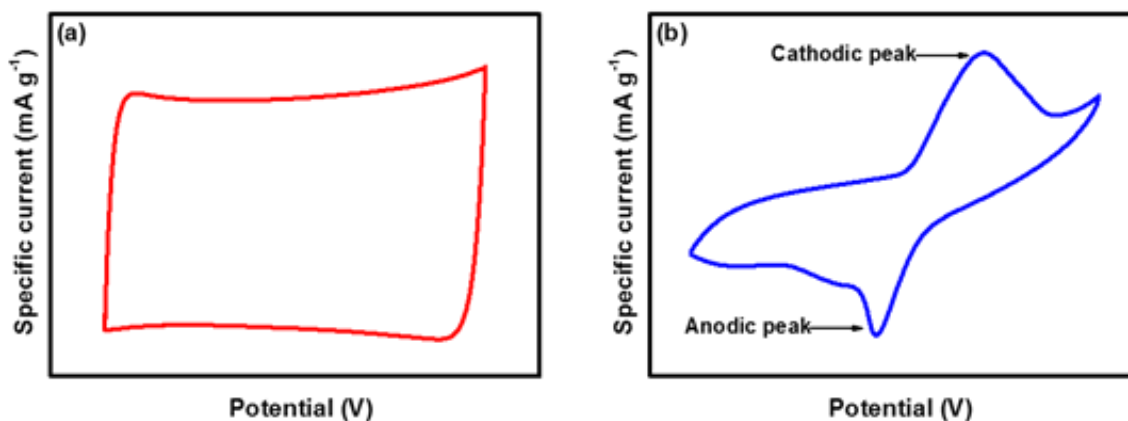 (a)
Specific current (mA g⁻¹)
Potential (V)
(b)
Cathodic peak
Anodic peak
Specific current (mA g⁻¹)
Potential (V)